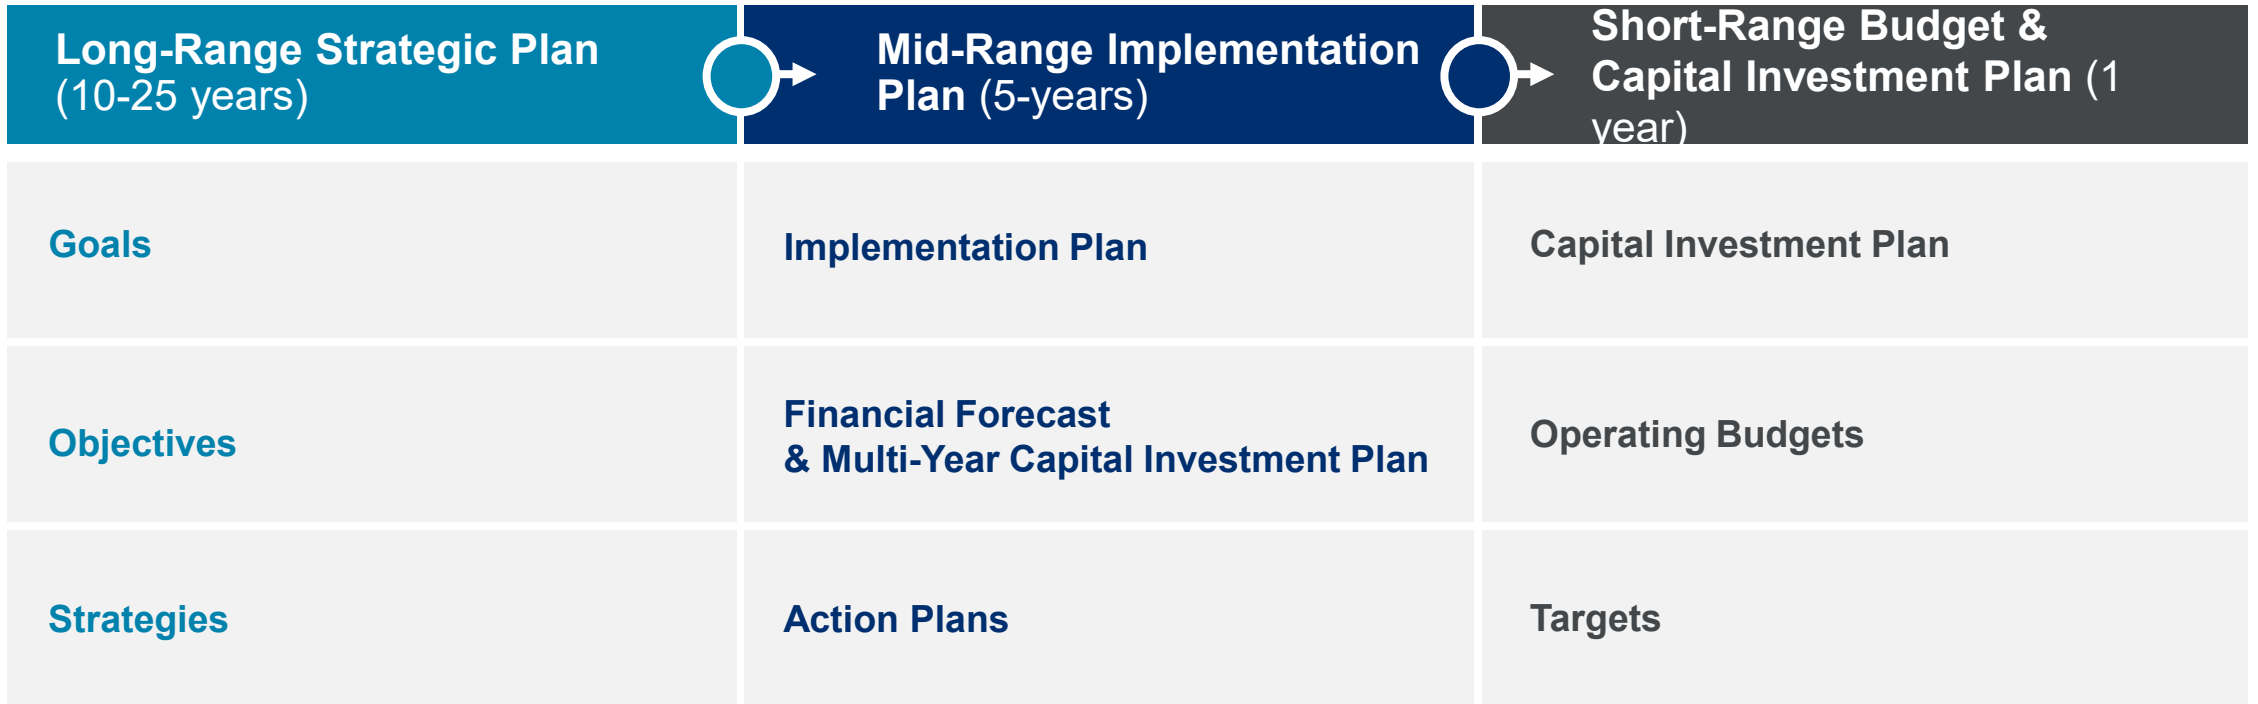 Long-Range Strategic Plan
(10-25 years)
Mid-Range Implementation
Plan (5-years)
Short-Range Budget &
Capital Investment Plan (1
year)
Goals
Implementation Plan
Capital Investment Plan
Objectives
Financial Forecast
& Multi-Year Capital Investment Plan
Operating Budgets
Strategies
Action Plans
Targets